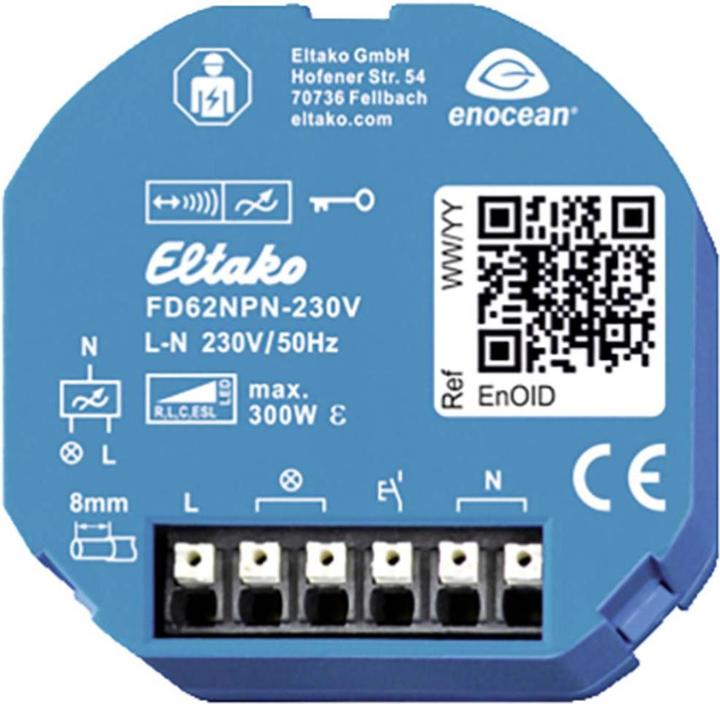 Eltako GmbH
Hofener Str. 54
70736 Fellbach
eltako.com
enocean®
Eltako
FD62NPN-230V
L-N 230V/50Hz
R,L,C,ESL LED
max.
300W ε
WW/YY
Ref
EnOID
N
L
8mm
L
N
CE